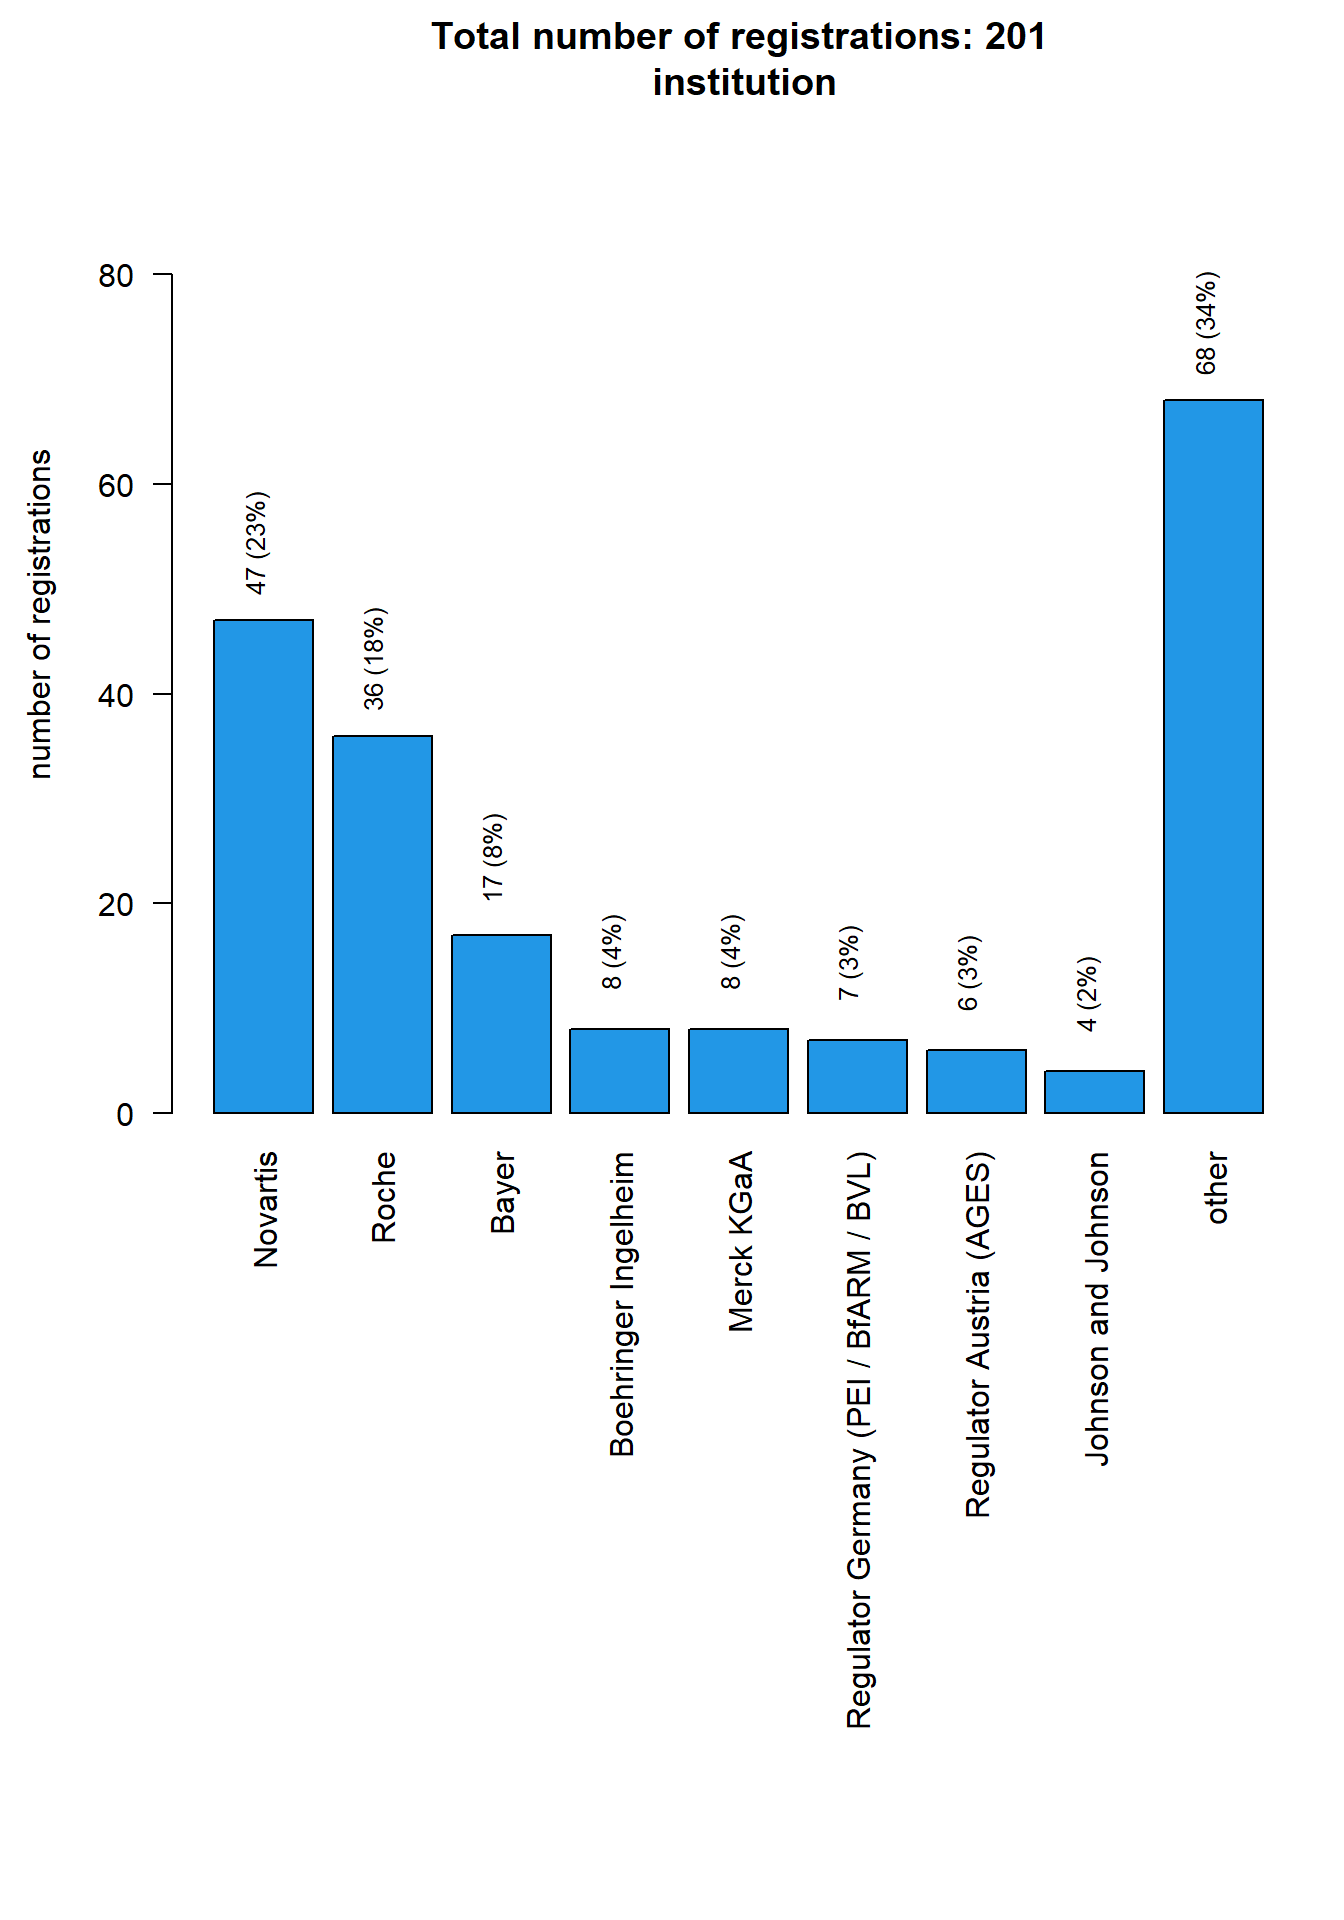 Total number of registrations: 201
institution
number of registrations
80
60
40
20
0
47 (23%)
36 (18%)
17 (8%)
8 (4%)
8 (4%)
7 (3%)
6 (3%)
4 (2%)
68 (34%)
Novartis
Roche
Bayer
Boehringer Ingelheim
Merck KGaA
Regulator Germany (PEI / BfARM / BVL)
Regulator Austria (AGES)
Johnson and Johnson
other